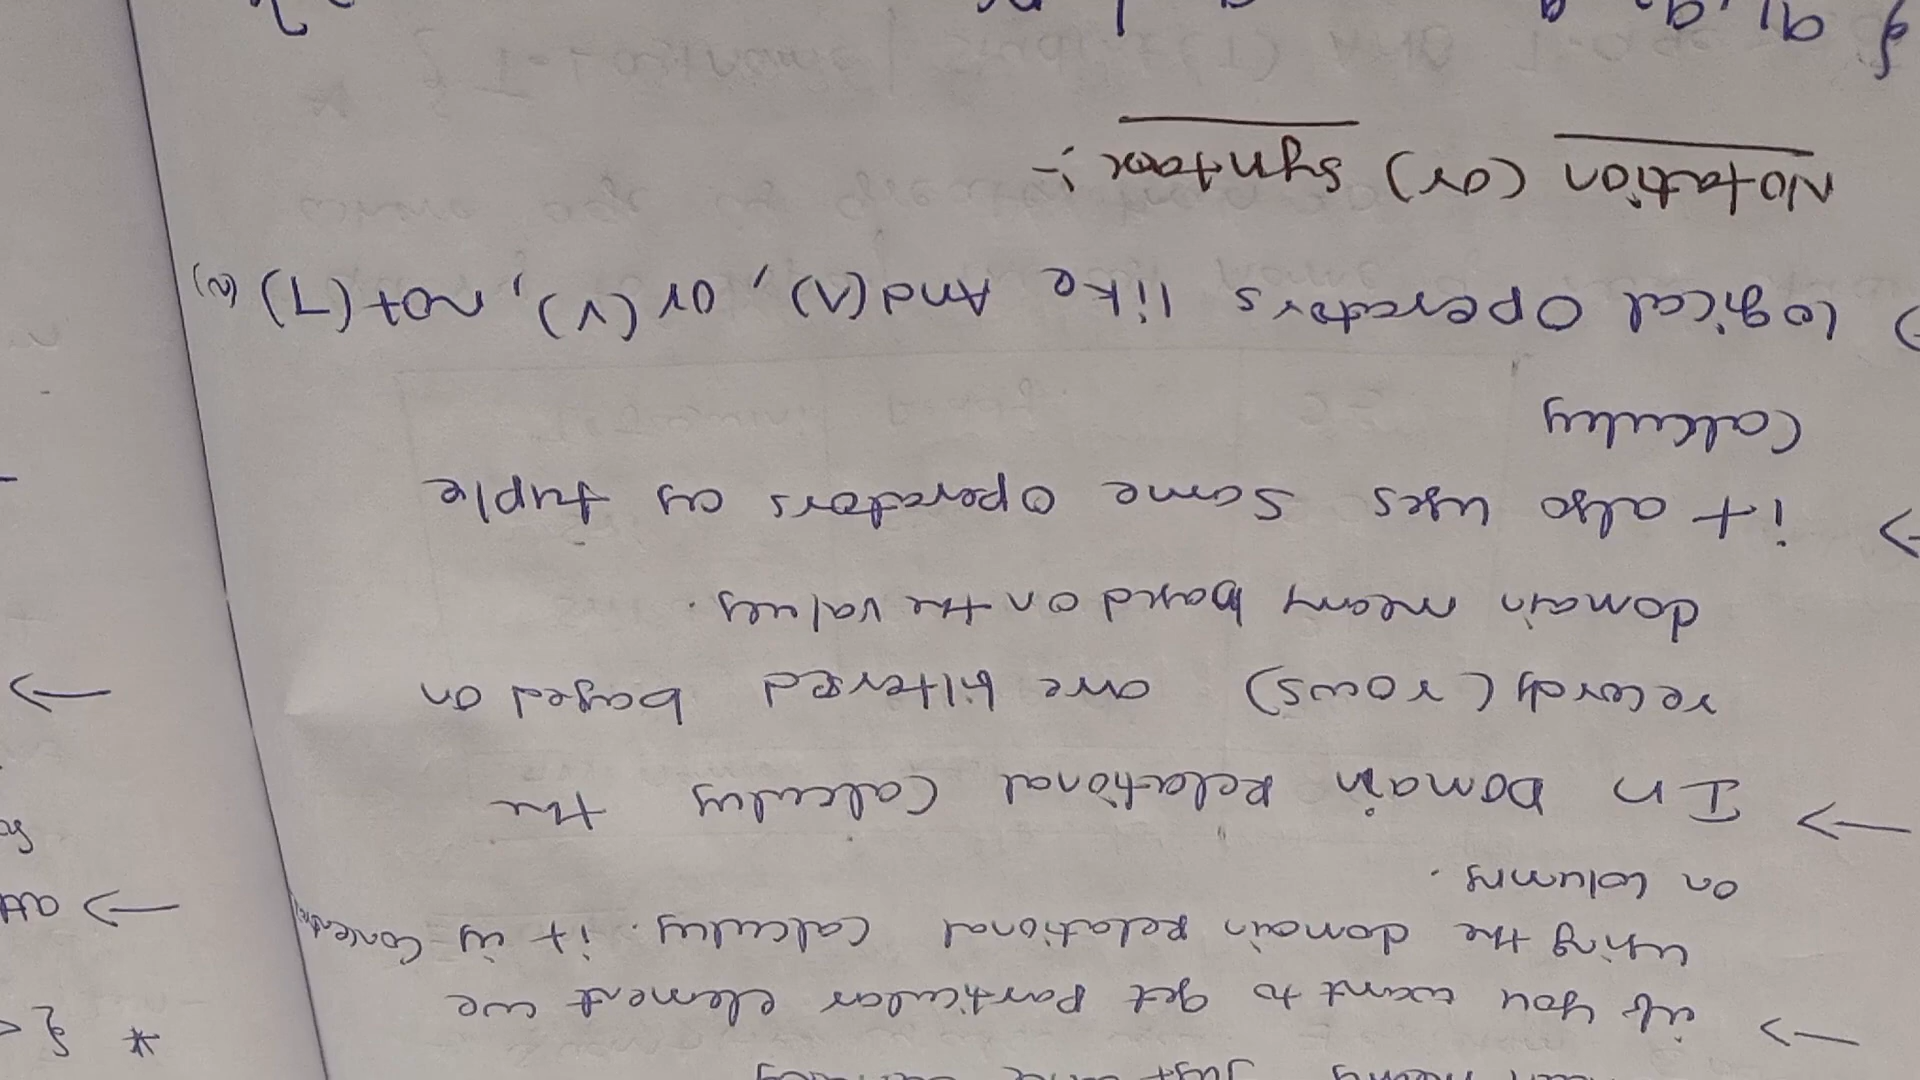 → if you want to get particular element we
using the domain Relational Calculus. it is
on columns.
→ In Domain Relational Calculus the
records (rows) are filtered based on
domain means based on the values.
→ it also uses same operators as tuple
Calculus
Logical operators like And (∧), or (∨), not (¬)
Notation (or) syntax :-